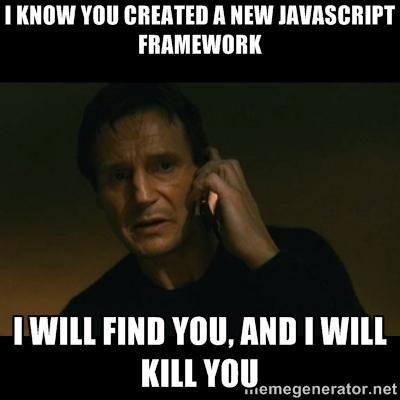 I KNOW YOU CREATED A NEW JAVASCRIPT
FRAMEWORK
I WILL FIND YOU, AND I WILL
KILL YOU
memegenerator.net